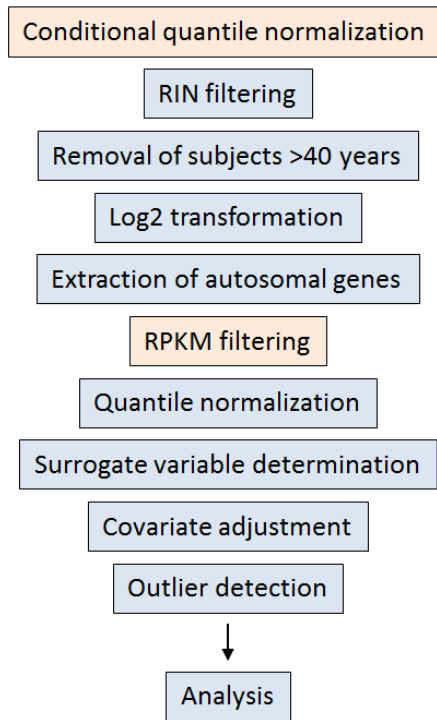 Conditional quantile normalization
RIN filtering
Removal of subjects >40 years
Log2 transformation
Extraction of autosomal genes
RPKM filtering
Quantile normalization
Surrogate variable determination
Covariate adjustment
Outlier detection
Analysis